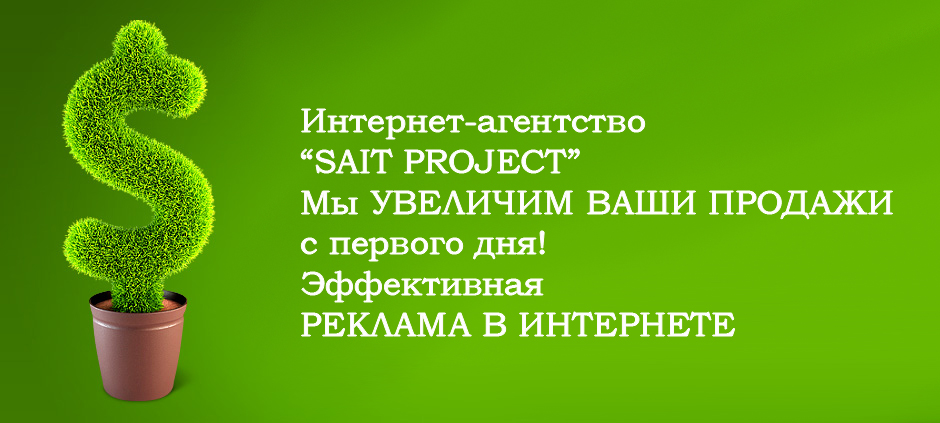 Интернет-агентство
“SAIT PROJECT”
Мы УВЕЛИЧИМ ВАШИ ПРОДАЖИ
с первого дня!
Эффективная
РЕКЛАМА В ИНТЕРНЕТЕ